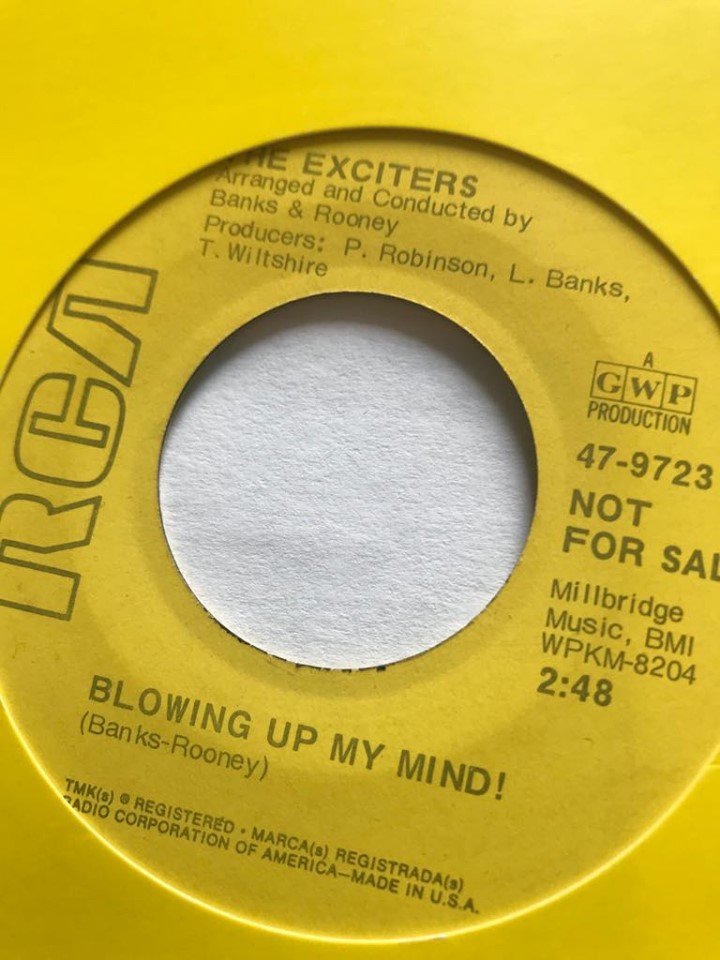 THE EXCITERS
Arranged and Conducted by
Banks & Rooney
Producers: P. Robinson, L. Banks,
T. Wiltshire
RCA
A
GWP
PRODUCTION
47-9723
NOT
FOR SAL
Millbridge
Music, BMI
WPKM-8204
2:48
BLOWING UP MY MIND!
(Banks-Rooney)
TMK(s) ® REGISTERED • MARCA(s) REGISTRADA(s)
RADIO CORPORATION OF AMERICA—MADE IN U.S.A.